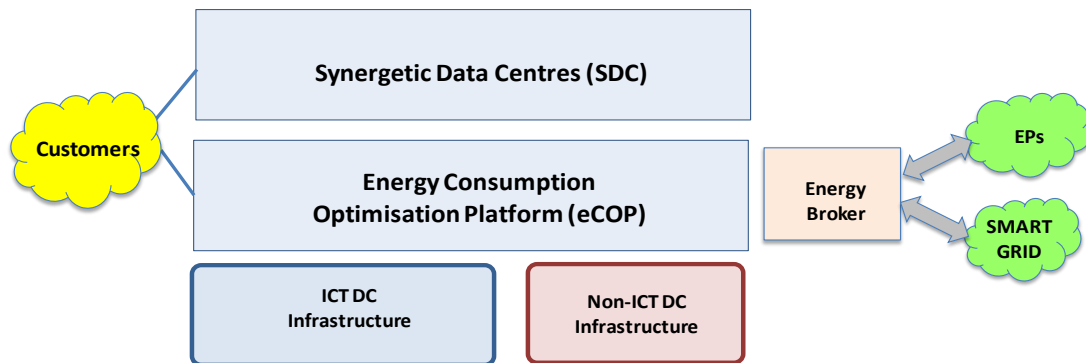 Synergetic Data Centres (SDC)
Customers
Energy Consumption
Optimisation Platform (eCOP)
Energy
Broker
EPs
SMART
GRID
ICT DC
Infrastructure
Non-ICT DC
Infrastructure